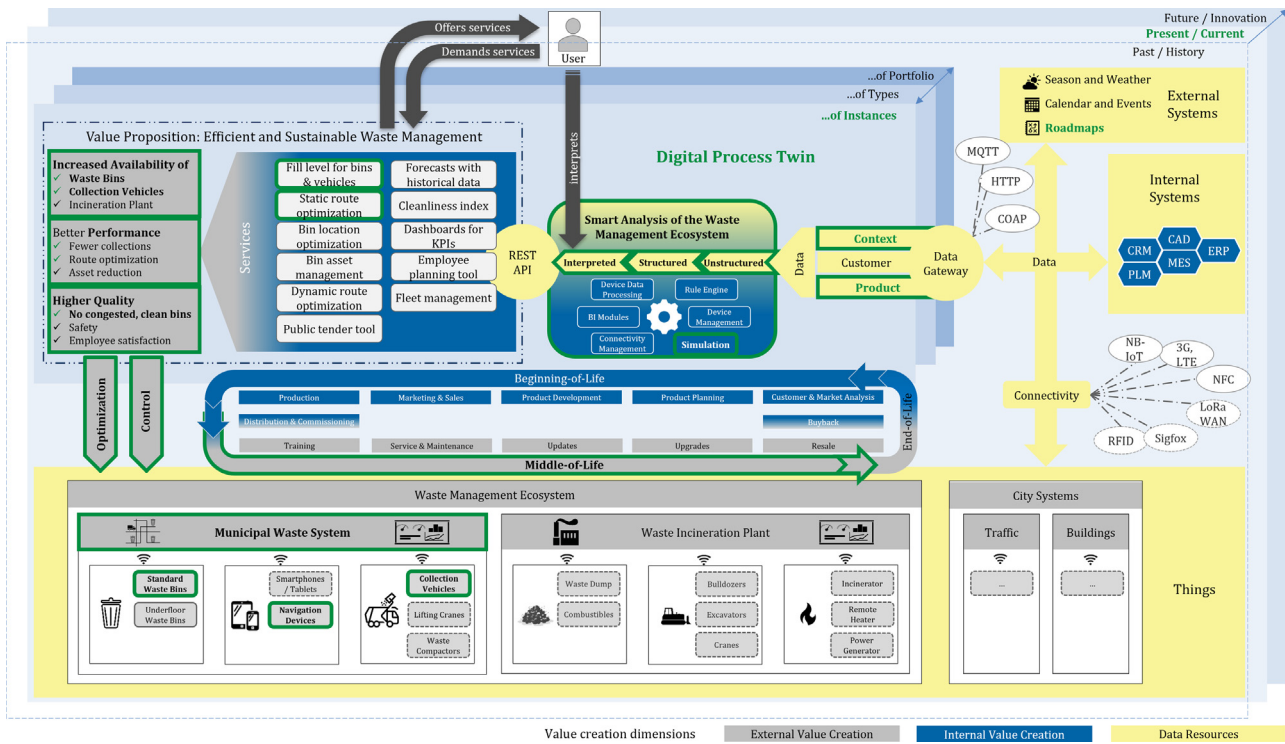 Future / Innovation
Present / Current
Past / History
Offers services
Demands services
User
...of Portfolio
...of Types
...of Instances
Season and Weather
Calendar and Events
Roadmaps
External
Systems
Value Proposition: Efficient and Sustainable Waste Management
Increased Availability of
✓ Waste Bins
✓ Collection Vehicles
✓ Incineration Plant
Better Performance
✓ Fewer collections
✓ Route optimization
✓ Asset reduction
Higher Quality
✓ No congested, clean bins
✓ Safety
✓ Employee satisfaction
Services
Fill level for bins
& vehicles
Static route
optimization
Bin location
optimization
Bin asset
management
Dynamic route
optimization
Public tender tool
Forecasts with
historical data
Cleanliness index
Dashboards for
KPIs
Employee
planning tool
Fleet management
REST
API
interprets
Digital Process Twin
Smart Analysis of the Waste
Management Ecosystem
Interpreted
Structured
Unstructured
Device Data
Processing
Rule Engine
BI Modules
Device
Management
Connectivity
Management
Simulation
Data
Context
Customer
Product
Data
Gateway
MQTT
HTTP
COAP
Data
Internal
Systems
CRM
CAD
ERP
PLM
MES
Connectivity
NB-
IoT
3G,
LTE
NFC
LoRa
WAN
Sigfox
RFID
Optimization
Control
Beginning-of-Life
Production
Marketing & Sales
Product Development
Product Planning
Customer & Market Analysis
Distribution & Commissioning
Buyback
Training
Service & Maintenance
Updates
Upgrades
Resale
End-of-Life
Middle-of-Life
Waste Management Ecosystem
Municipal Waste System
Standard
Waste Bins
Underfloor
Waste Bins
Smartphones
/ Tablets
Navigation
Devices
Collection
Vehicles
Lifting Cranes
Waste
Compactors
Waste Incineration Plant
Waste Dump
Combustibles
Bulldozers
Excavators
Cranes
Incinerator
Remote
Heater
Power
Generator
City Systems
Traffic
...
Buildings
...
Things
Value creation dimensions
External Value Creation
Internal Value Creation
Data Resources